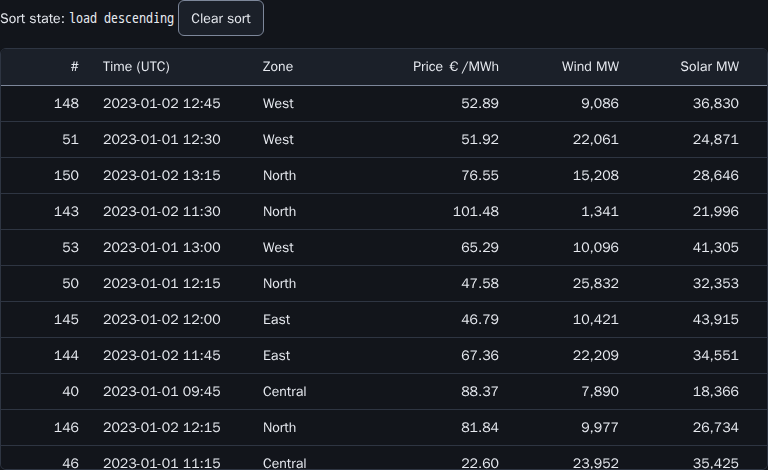 Sort state: load descending Clear sort
# Time (UTC) Zone Price €/MWh Wind MW Solar MW
148 2023-01-02 12:45 West 52.89 9,086 36,830
51 2023-01-01 12:30 West 51.92 22,061 24,871
150 2023-01-02 13:15 North 76.55 15,208 28,646
143 2023-01-02 11:30 North 101.48 1,341 21,996
53 2023-01-01 13:00 West 65.29 10,096 41,305
50 2023-01-01 12:15 North 47.58 25,832 32,353
145 2023-01-02 12:00 East 46.79 10,421 43,915
144 2023-01-02 11:45 East 67.36 22,209 34,551
40 2023-01-01 09:45 Central 88.37 7,890 18,366
146 2023-01-02 12:15 North 81.84 9,977 26,734
46 2023-01-01 11:15 Central 22.60 23,952 35,425